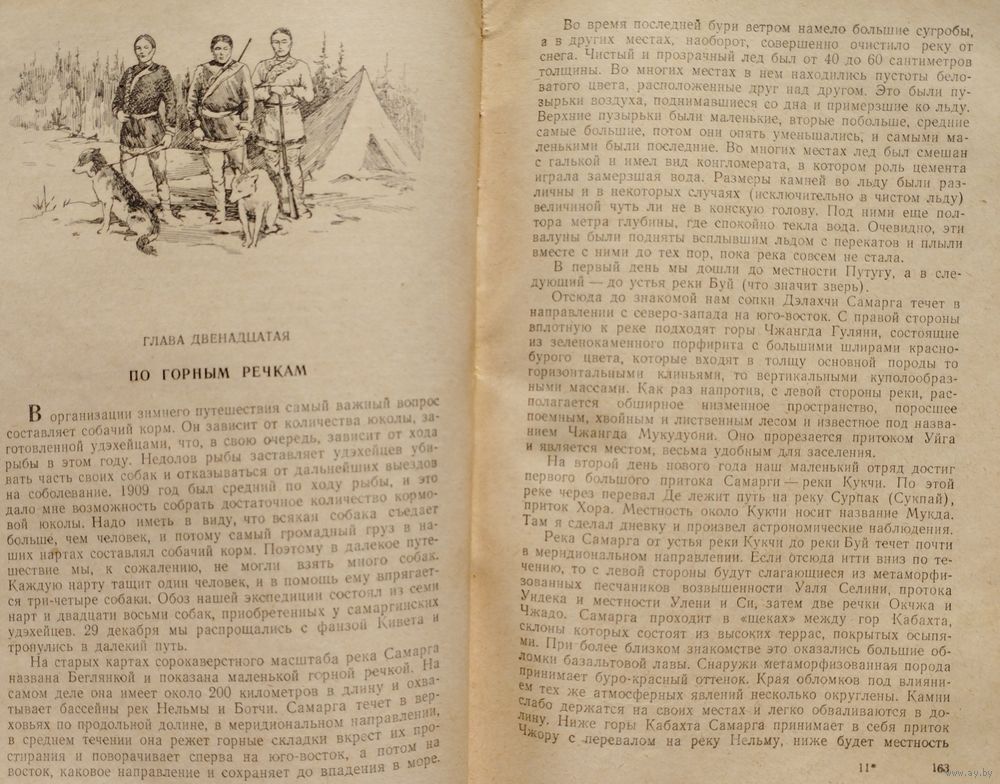 ГЛАВА ДВЕНАДЦАТАЯ
ПО ГОРНЫМ РЕЧКАМ
В организации зимнего путешествия самый важный вопрос
составляет собачий корм. Он зависит от количества юколы, за-
готовленной удэхейцами, что, в свою очередь, зависит от хода
рыбы в этом году. Недолов рыбы заставляет удэхейцев уби-
вать часть своих собак и отказываться от дальнейших выездов
на соболевание. 1909 год был средний по ходу рыбы, и это
дало мне возможность собрать достаточное количество кормо-
вой юколы. Надо иметь в виду, что всякая собака съедает
больше, чем человек, и потому самый громадный груз в на-
ших нартах составлял собачий корм. Поэтому в далекое путе-
шествие мы, к сожалению, не могли взять много собак.
Каждую нарту тащит один человек, и в помощь ему впрягает-
ся три-четыре собаки. Обоз нашей экспедиции состоял из семи
нарт и двадцати восьми собак, приобретенных у самаргинских
удэхейцев. 29 декабря мы распрощались с фанзой Кивета и
тронулись в далекий путь.
На старых картах сорокаверстного масштаба река Самарга
названа Беглянкой и показана маленькой горной речкой. На
самом деле она имеет около 200 километров в длину и охва-
тывает бассейны рек Нельмы и Ботчи. Самарга течет в вер-
ховьях по продольной долине, в меридиональном направлении,
в среднем течении она режет горные складки вкрест их про-
стирания и поворачивает сперва на юго-восток, а потом на
восток, каковое направление и сохраняет до впадения в море.
Во время последней бури ветром намело большие сугробы,
а в других местах, наоборот, совершенно очистило реку от
снега. Чистый и прозрачный лед был от 40 до 60 сантиметров
толщины. Во многих местах в нем находились пустоты бело-
ватого цвета, расположенные друг над другом. Это были пу-
зырьки воздуха, поднимавшиеся со дна и примерзшие ко льду.
Верхние пузырьки были маленькие, вторые побольше, средние
самые большие, потом они опять уменьшались, и самыми ма-
ленькими были последние. Во многих местах лед был смешан
с галькой и имел вид конгломерата, в котором роль цемента
играла замерзшая вода. Размеры камней во льду были раз-
личны и в некоторых случаях (исключительно в чистом льду)
величиной чуть ли не в конскую голову. Под ними еще пол-
тора метра глубины, где спокойно текла вода. Очевидно, эти
валуны были подняты всплывшим льдом с перекатов и плыли
вместе с ними до тех пор, пока река совсем не стала.
В первый день мы дошли до местности Путугу, а в сле-
дующий — до устья реки Буй (что значит зверь).
Отсюда до знакомой нам сопки Дэлахчи Самарга течет в
направлении с северо-запада на юго-восток. С правой стороны
вплотную к реке подходят горы Чжангда Гуляни, состоящие
из зеленокаменного порфирита с большими шлирами красно-
бурого цвета, которые входят в толщу основной породы то
горизонтальными клиньями, то вертикальными куполообраз-
ными массами. Как раз напротив, с левой стороны реки, рас-
полагается обширное низменное пространство, поросшее
поемным, хвойным и лиственным лесом и известное под назва-
нием Чжангда Мукудубни. Оно прорезается притоком Уйга
и является местом, весьма удобным для заселения.
На второй день нового года наш маленький отряд достиг
первого большого притока Самарги — реки Кукчи. По этой
реке через перевал Де лежит путь на реку Сурпак (Сукпай),
приток Хора. Местность около Кукчи носит название Мукда.
Там я сделал дневку и произвел астрономические наблюдения.
Река Самарга от устья реки Кукчи до реки Буй течет почти
в меридиональном направлении. Если отсюда итти вниз по те-
чению, то с левой стороны будут слагающиеся из метаморфи-
зованных песчаников возвышенности Уаля Селини, протока
Ундека и местности Улени и Си, затем две речки Окчжа и
Чжадо. Самарга проходит в «щеках» между гор Кабахта,
склоны которых состоят из высоких террас, покрытых осыпя-
ми. При более близком знакомстве это оказались большие об-
ломки базальтовой лавы. Снаружи метаморфизованная порода
принимает буро-красный оттенок. Края обломков под влияни-
ем тех же атмосферных явлений несколько округлены. Камни
слабо держатся на своих местах и легко обваливаются в до-
лину. Ниже горы Кабахта Самарга принимает в себя приток
Чжору с перевалом на реку Нельму, ниже будет местность
11* 163
www.ay.by